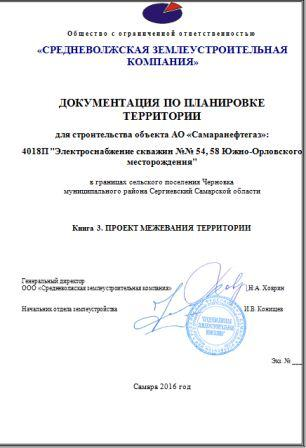 Общество с ограниченной ответственностью
«СРЕДНЕВОЛЖСКАЯ ЗЕМЛЕУСТРОИТЕЛЬНАЯ
КОМПАНИЯ»
ДОКУМЕНТАЦИЯ ПО ПЛАНИРОВКЕ
ТЕРРИТОРИИ
для строительства объекта АО «Самаранефтегаз»:
4018П "Электроснабжение скважин №№ 54, 58 Южно-Орловского
месторождения"
в границах сельского поселения Черновка
муниципального района Сергиевский Самарской области
Книга 3. ПРОЕКТ МЕЖЕВАНИЯ ТЕРРИТОРИИ
Генеральный директор
ООО «Средневолжская землеустроительная компания» Н.А. Ховрин
Начальник отдела землеустройства И.В. Конищев
Экз. № ___
Самара 2016 год